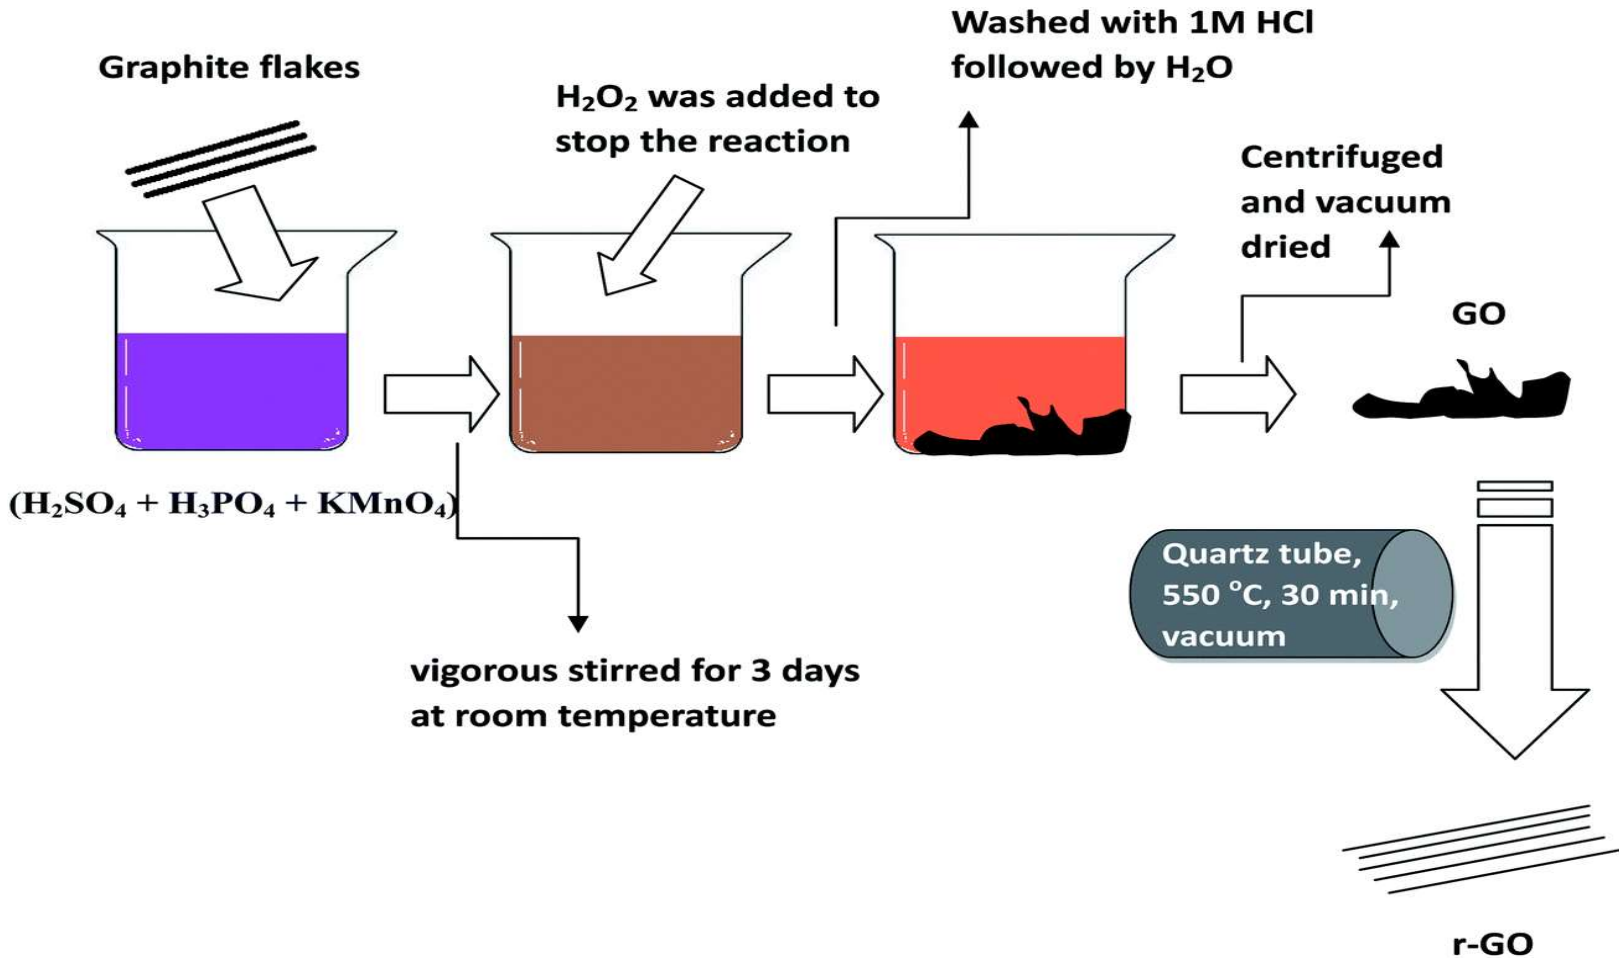 Graphite flakes
H₂O₂ was added to
stop the reaction
Washed with 1M HCl
followed by H₂O
Centrifuged
and vacuum
dried
GO
(H₂SO₄ + H₃PO₄ + KMnO₄)
vigorous stirred for 3 days
at room temperature
Quartz tube,
550 °C, 30 min,
vacuum
r-GO